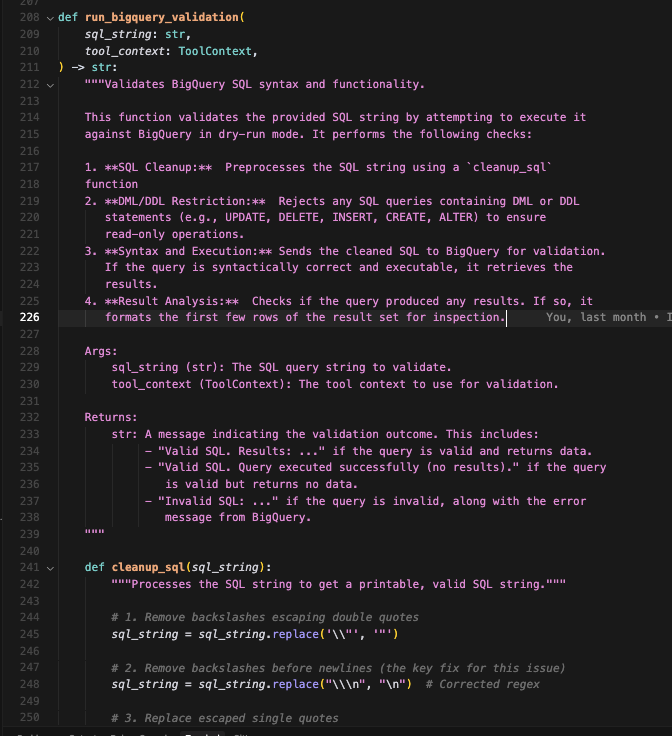 207
208 def run_bigquery_validation(
209 sql_string: str,
210 tool_context: ToolContext,
211 ) -> str:
212 """Validates BigQuery SQL syntax and functionality.
213
214 This function validates the provided SQL string by attempting to execute it
215 against BigQuery in dry-run mode. It performs the following checks:
216
217 1. **SQL Cleanup:**  Preprocesses the SQL string using a `cleanup_sql`
218 function
219 2. **DML/DDL Restriction:**  Rejects any SQL queries containing DML or DDL
220 statements (e.g., UPDATE, DELETE, INSERT, CREATE, ALTER) to ensure
221 read-only operations.
222 3. **Syntax and Execution:** Sends the cleaned SQL to BigQuery for validation.
223 If the query is syntactically correct and executable, it retrieves the
224 results.
225 4. **Result Analysis:**  Checks if the query produced any results. If so, it
226 formats the first few rows of the result set for inspection. You, last month •
227
228 Args:
229 sql_string (str): The SQL query string to validate.
230 tool_context (ToolContext): The tool context to use for validation.
231
232 Returns:
233 str: A message indicating the validation outcome. This includes:
234 - "Valid SQL. Results: ..." if the query is valid and returns data.
235 - "Valid SQL. Query executed successfully (no results)." if the query
236 is valid but returns no data.
237 - "Invalid SQL: ..." if the query is invalid, along with the error
238 message from BigQuery.
239 """
240
241 def cleanup_sql(sql_string):
242 """Processes the SQL string to get a printable, valid SQL string."""
243
244 # 1. Remove backslashes escaping double quotes
245 sql_string = sql_string.replace('\\"', '"')
246
247 # 2. Remove backslashes before newlines (the key fix for this issue)
248 sql_string = sql_string.replace("\\\n", "\n")  # Corrected regex
249
250 # 3. Replace escaped single quotes